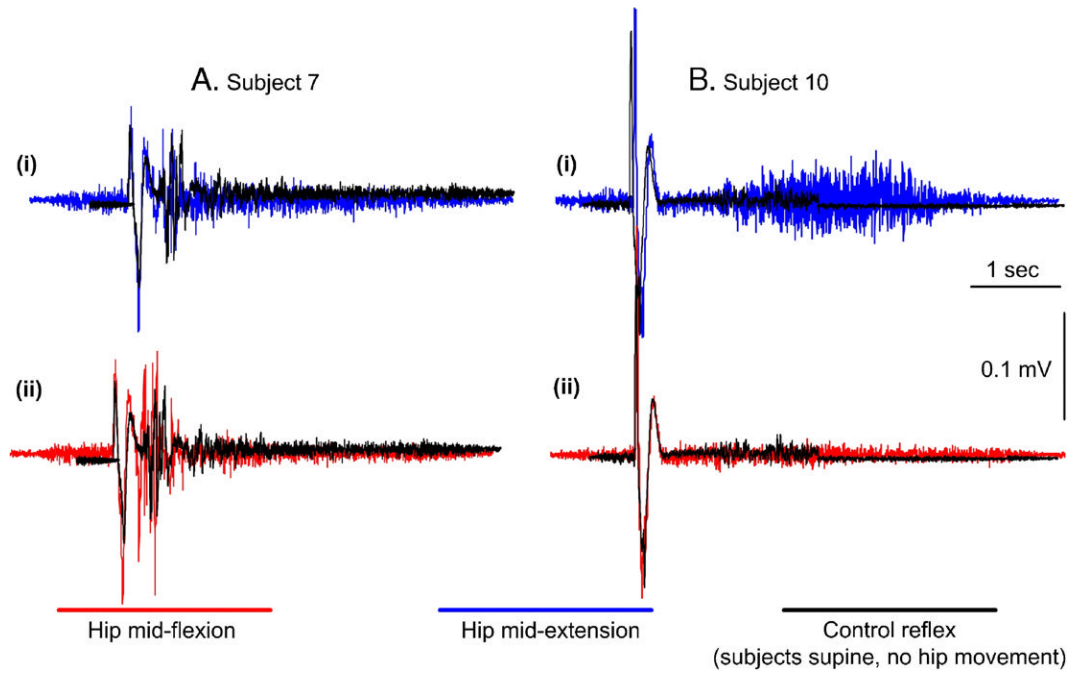 A. Subject 7
B. Subject 10
(i)
(i)
1 sec
0.1 mV
(ii)
(ii)
Hip mid-flexion
Hip mid-extension
Control reflex
(subjects supine, no hip movement)